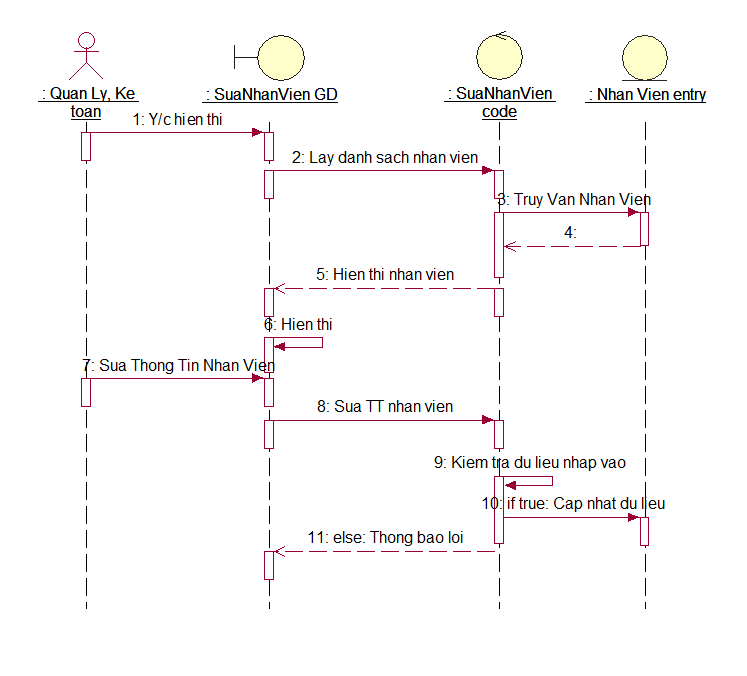 : Quan Ly, Ke
toan
: SuaNhanVien GD
: SuaNhanVien
code
: Nhan Vien entry
1: Y/c hien thi
2: Lay danh sach nhan vien
3: Truy Van Nhan Vien
4:
5: Hien thi nhan vien
6: Hien thi
7: Sua Thong Tin Nhan Vien
8: Sua TT nhan vien
9: Kiem tra du lieu nhap vao
10: if true: Cap nhat du lieu
11: else: Thong bao loi